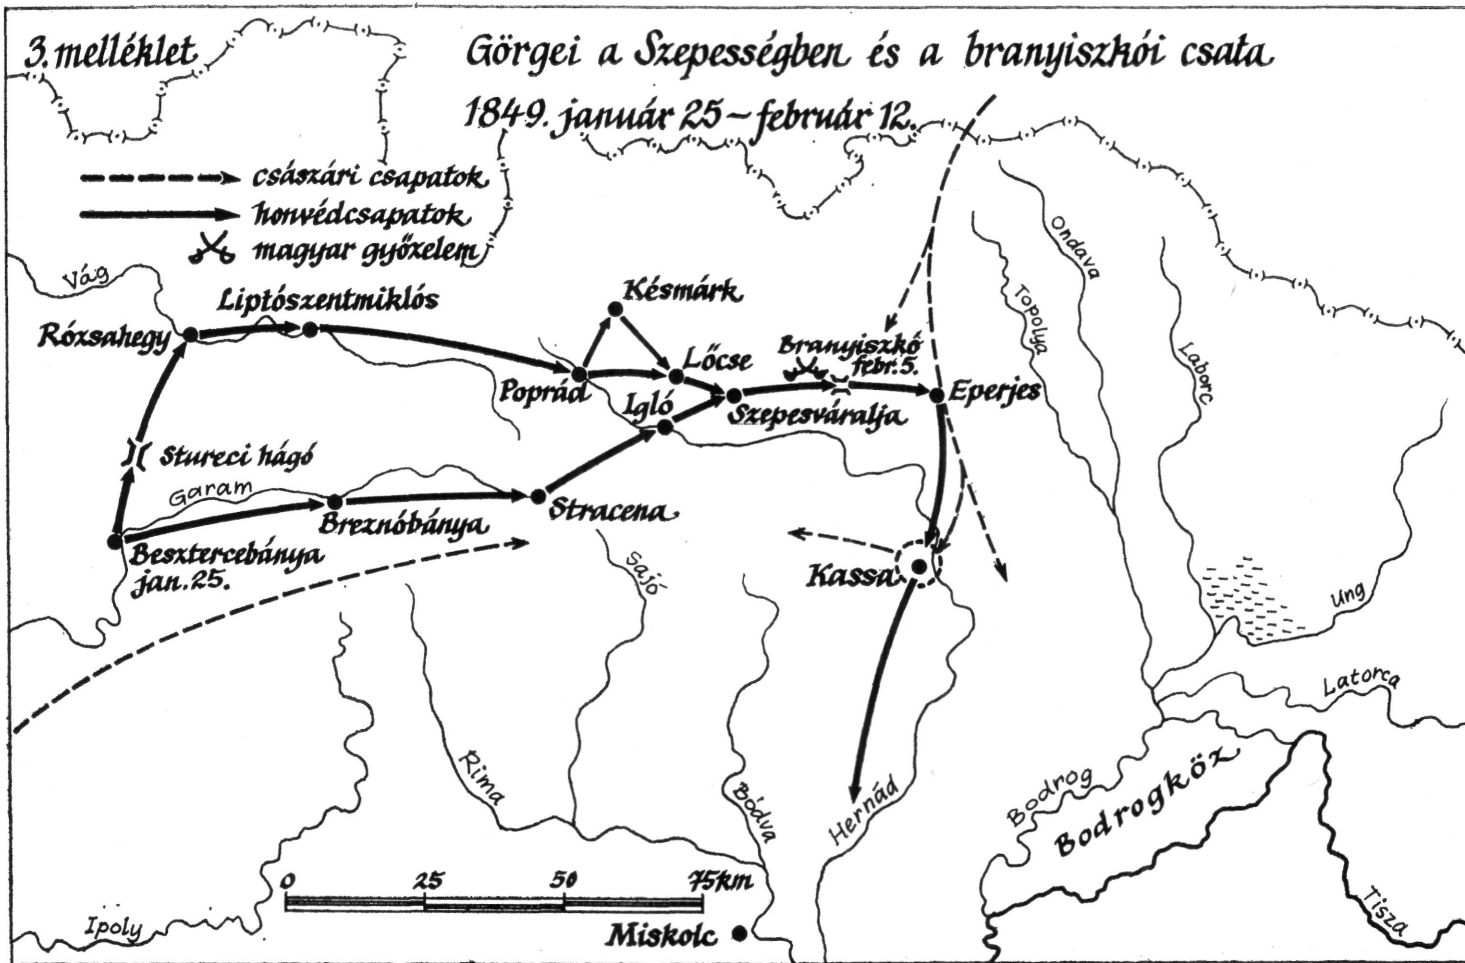 3. melléklet
Görgei a Szepességben és a branyiszkói csata
1849. január 25 – február 12.
császári csapatok
honvédcsapatok
magyar győzelem
Vág
Liptószentmiklós
Rózsahegy
Késmárk
Lőcse
Poprád
Igló
Branyiszkó
febr. 5.
Szepesváralja
Eperjes
Ondava
Topolya
Laborc
Stureci hágó
Garam
Breznóbánya
Stracena
Besztercebánya
jan. 25.
Sajó
Kassa
Ung
Latorca
Rima
Bódva
Hernád
Bodrog
Bodrogköz
Tisza
0 25 50 75 km
Ipoly
Miskolc